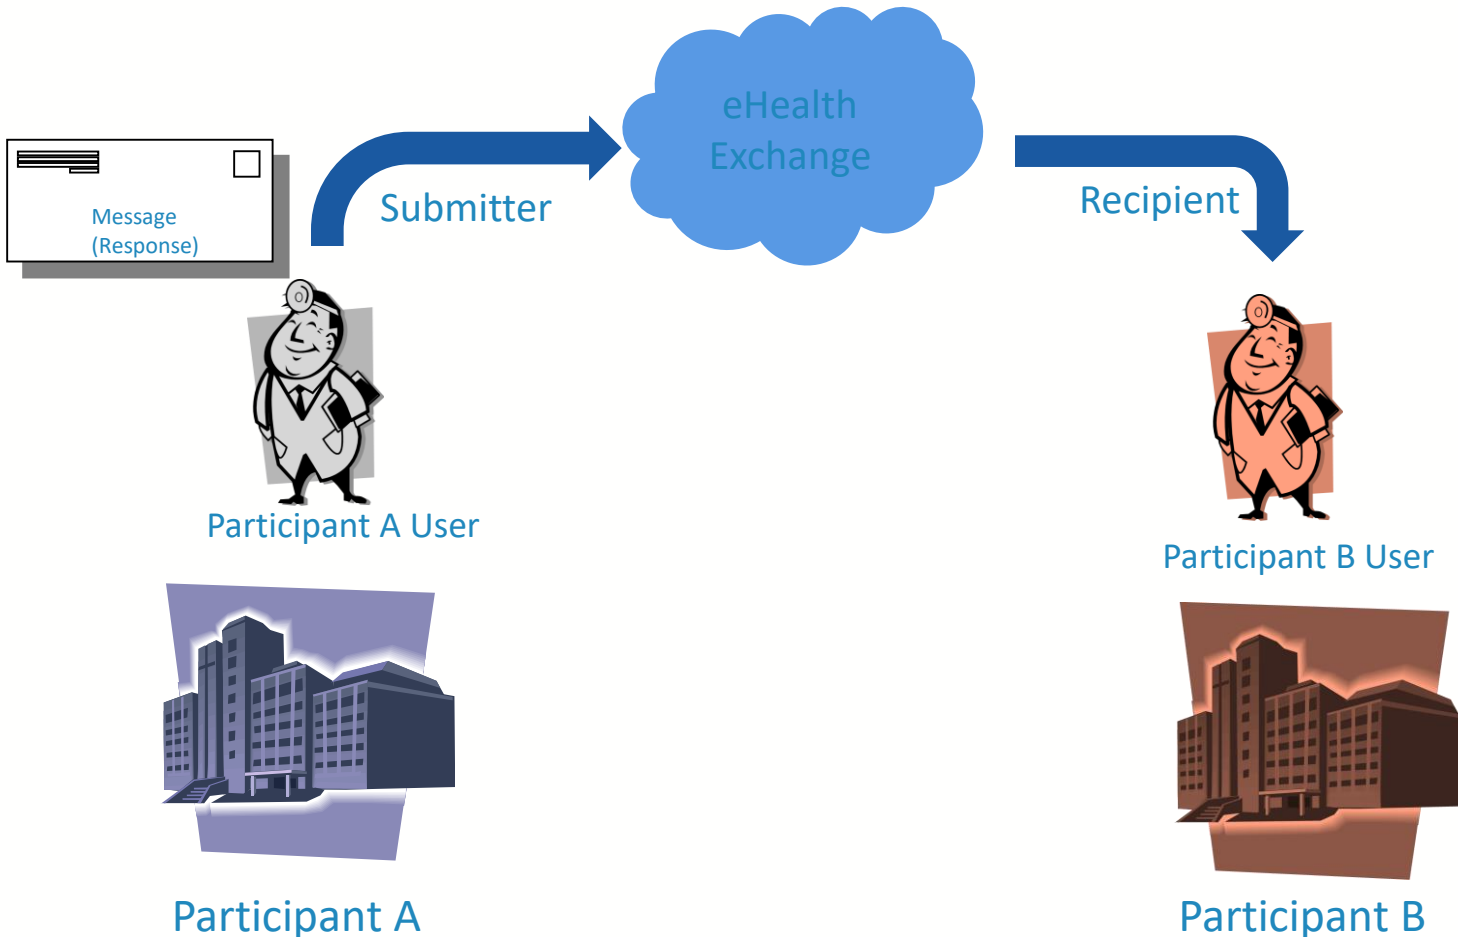 eHealth
Exchange
Message
(Response)
Submitter
Recipient
Participant A User
Participant B User
Participant A
Participant B